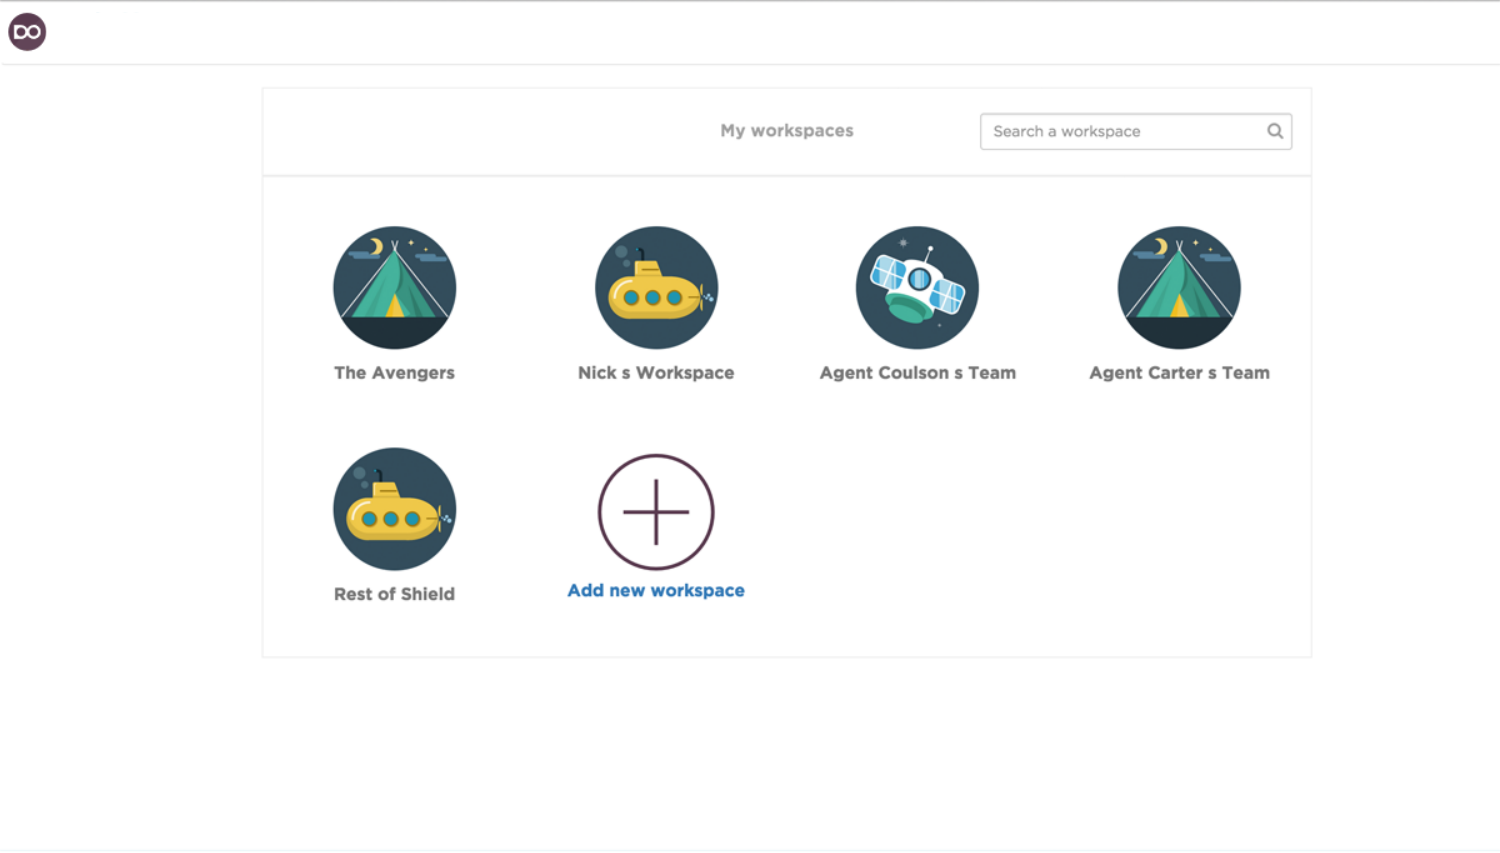 DO
My workspaces
Search a workspace
The Avengers
Nick s Workspace
Agent Coulson s Team
Agent Carter s Team
Rest of Shield
Add new workspace